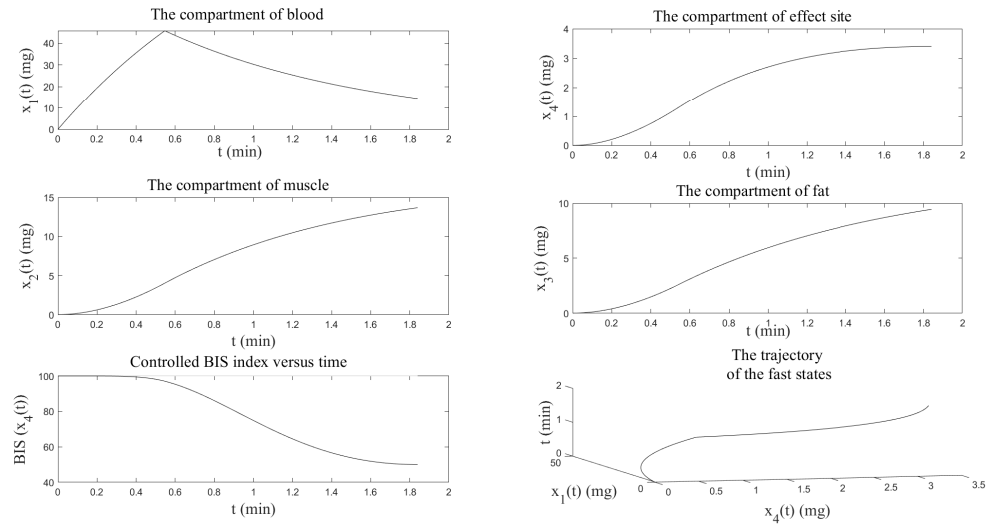 The compartment of blood
x1(t) (mg)
40
30
20
10
0
0 0.2 0.4 0.6 0.8 1 1.2 1.4 1.6 1.8 2
t (min)
The compartment of effect site
x4(t) (mg)
4
3
2
1
0
0 0.2 0.4 0.6 0.8 1 1.2 1.4 1.6 1.8 2
t (min)
The compartment of muscle
x2(t) (mg)
15
10
5
0
0 0.2 0.4 0.6 0.8 1 1.2 1.4 1.6 1.8 2
t (min)
The compartment of fat
x3(t) (mg)
10
5
0
0 0.2 0.4 0.6 0.8 1 1.2 1.4 1.6 1.8 2
t (min)
Controlled BIS index versus time
BIS (x4(t))
100
80
60
40
0 0.2 0.4 0.6 0.8 1 1.2 1.4 1.6 1.8 2
t (min)
The trajectory
of the fast states
t (min)
2
1
0
50
x1(t) (mg)
0 0 0.5 1 1.5 2 2.5 3 3.5
x4(t) (mg)